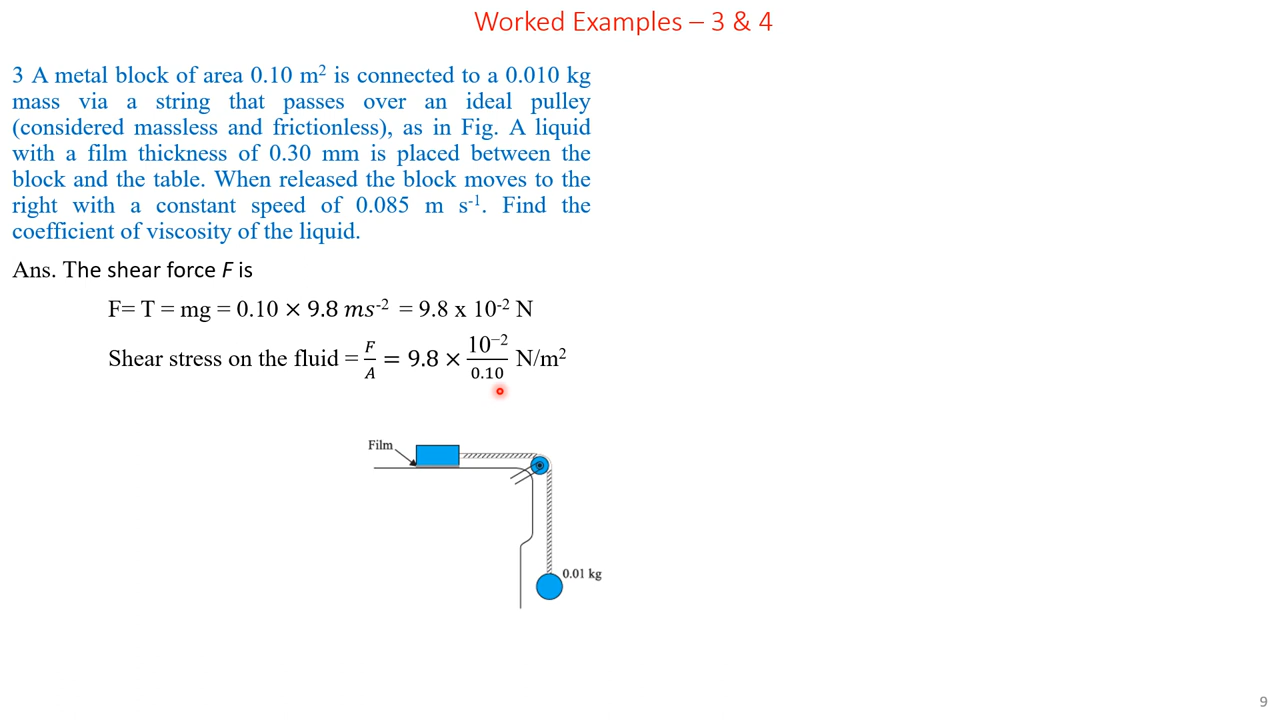 Worked Examples – 3 & 4
3 A metal block of area 0.10 m² is connected to a 0.010 kg
mass via a string that passes over an ideal pulley
(considered massless and frictionless), as in Fig. A liquid
with a film thickness of 0.30 mm is placed between the
block and the table. When released the block moves to the
right with a constant speed of 0.085 m s⁻¹. Find the
coefficient of viscosity of the liquid.
Ans. The shear force F is
F= T = mg = 0.10 × 9.8 ms⁻² = 9.8 x 10⁻² N
Shear stress on the fluid = F/A = 9.8 × 10⁻²/0.10 N/m²
Film
0.01 kg
9